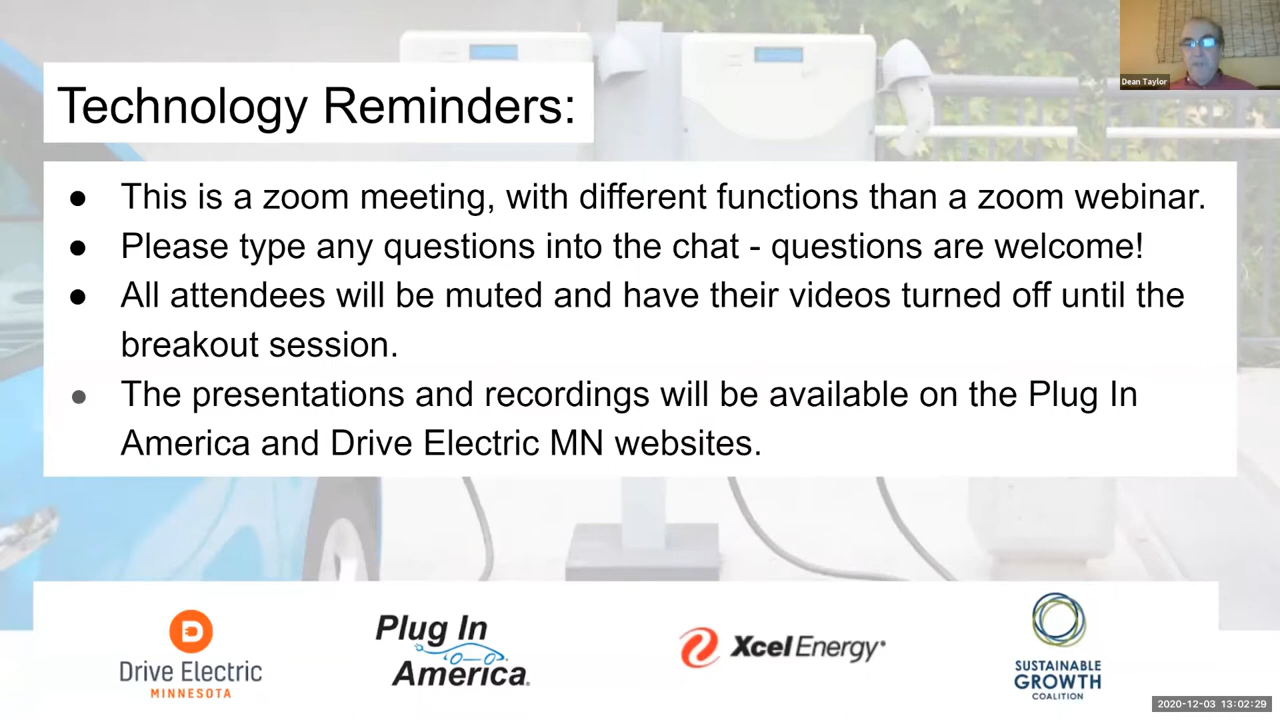 Dean Taylor
Technology Reminders:
● This is a zoom meeting, with different functions than a zoom webinar.
● Please type any questions into the chat - questions are welcome!
● All attendees will be muted and have their videos turned off until the
breakout session.
● The presentations and recordings will be available on the Plug In
America and Drive Electric MN websites.
Drive Electric
MINNESOTA
Plug In
America.
Xcel Energy®
SUSTAINABLE
GROWTH
COALITION
2020-12-03 13:02:29